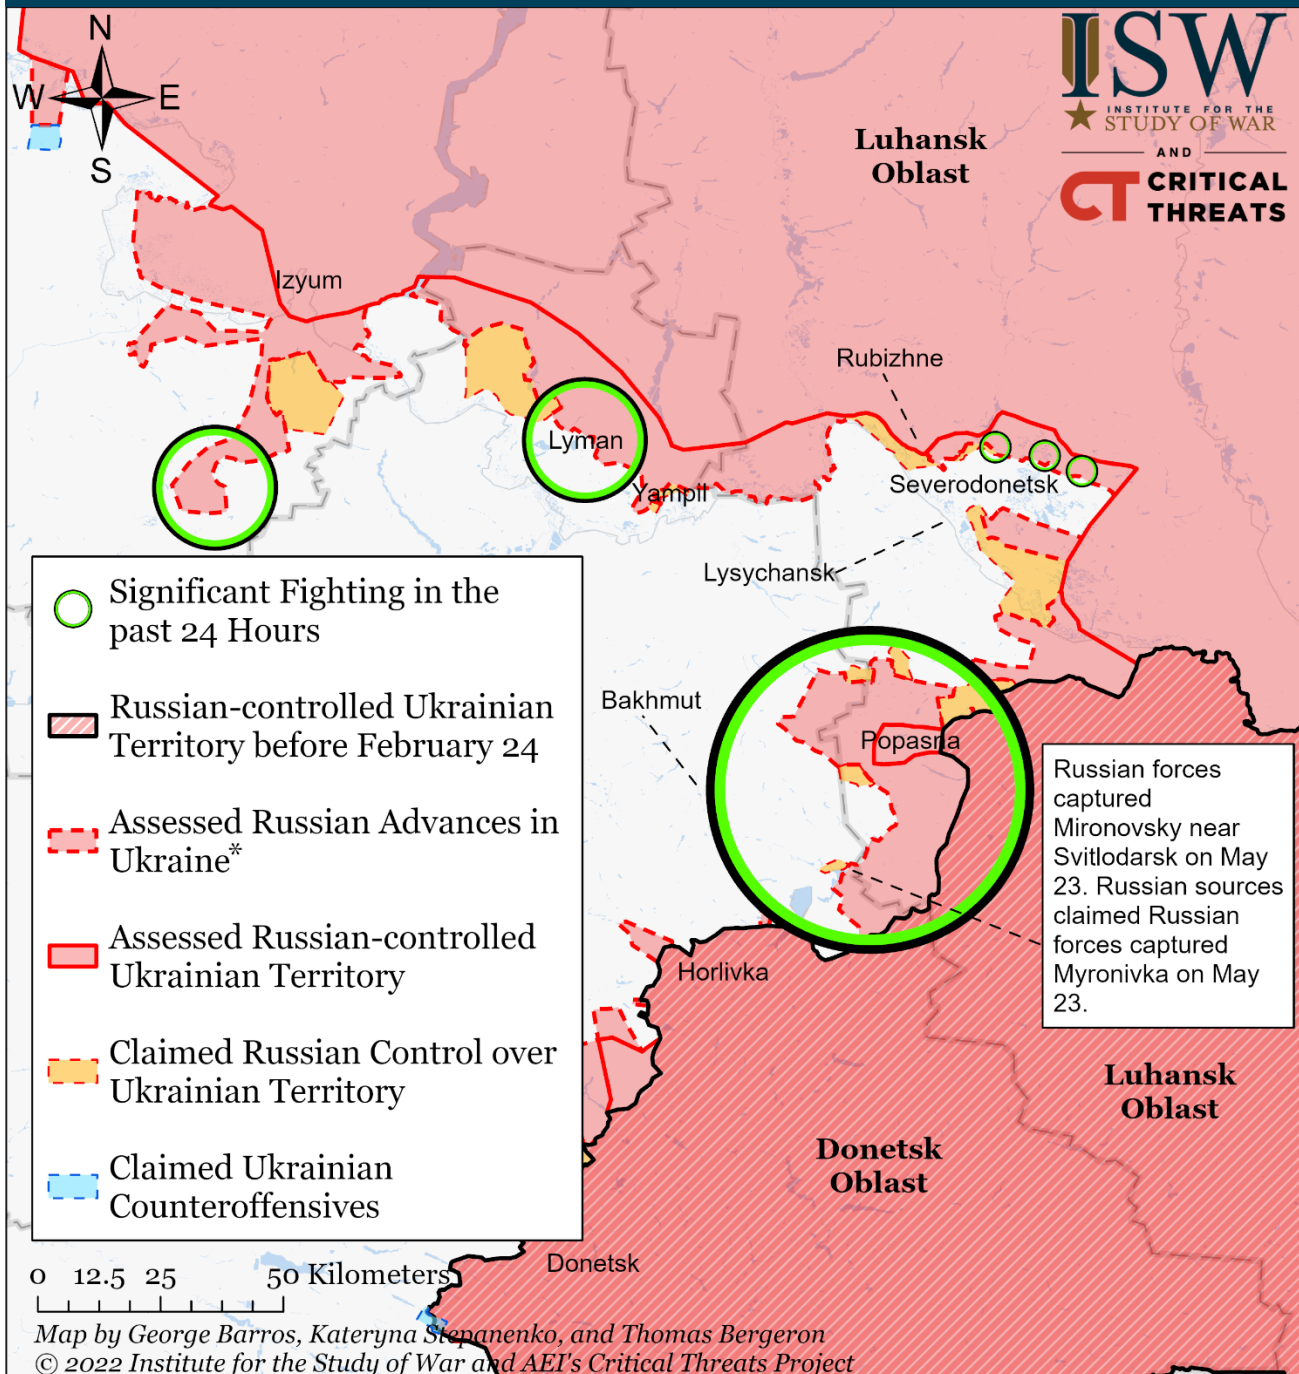 N
W
E
S
ISW
INSTITUTE FOR THE
STUDY OF WAR
AND
CT CRITICAL
THREATS
Luhansk
Oblast
Izyum
Rubizhne
Lyman
Yampil
Severodonetsk
Lysychansk
Bakhmut
Popasna
Horlivka
Russian forces
captured
Mironovsky near
Svitlodarsk on May
23. Russian sources
claimed Russian
forces captured
Myronivka on May
23.
Significant Fighting in the
past 24 Hours
Russian-controlled Ukrainian
Territory before February 24
Assessed Russian Advances in
Ukraine*
Assessed Russian-controlled
Ukrainian Territory
Claimed Russian Control over
Ukrainian Territory
Claimed Ukrainian
Counteroffensives
Luhansk
Oblast
Donetsk
Oblast
Donetsk
0 12.5 25 50 Kilometers
Map by George Barros, Kateryna Stepanenko, and Thomas Bergeron
© 2022 Institute for the Study of War and AEI's Critical Threats Project